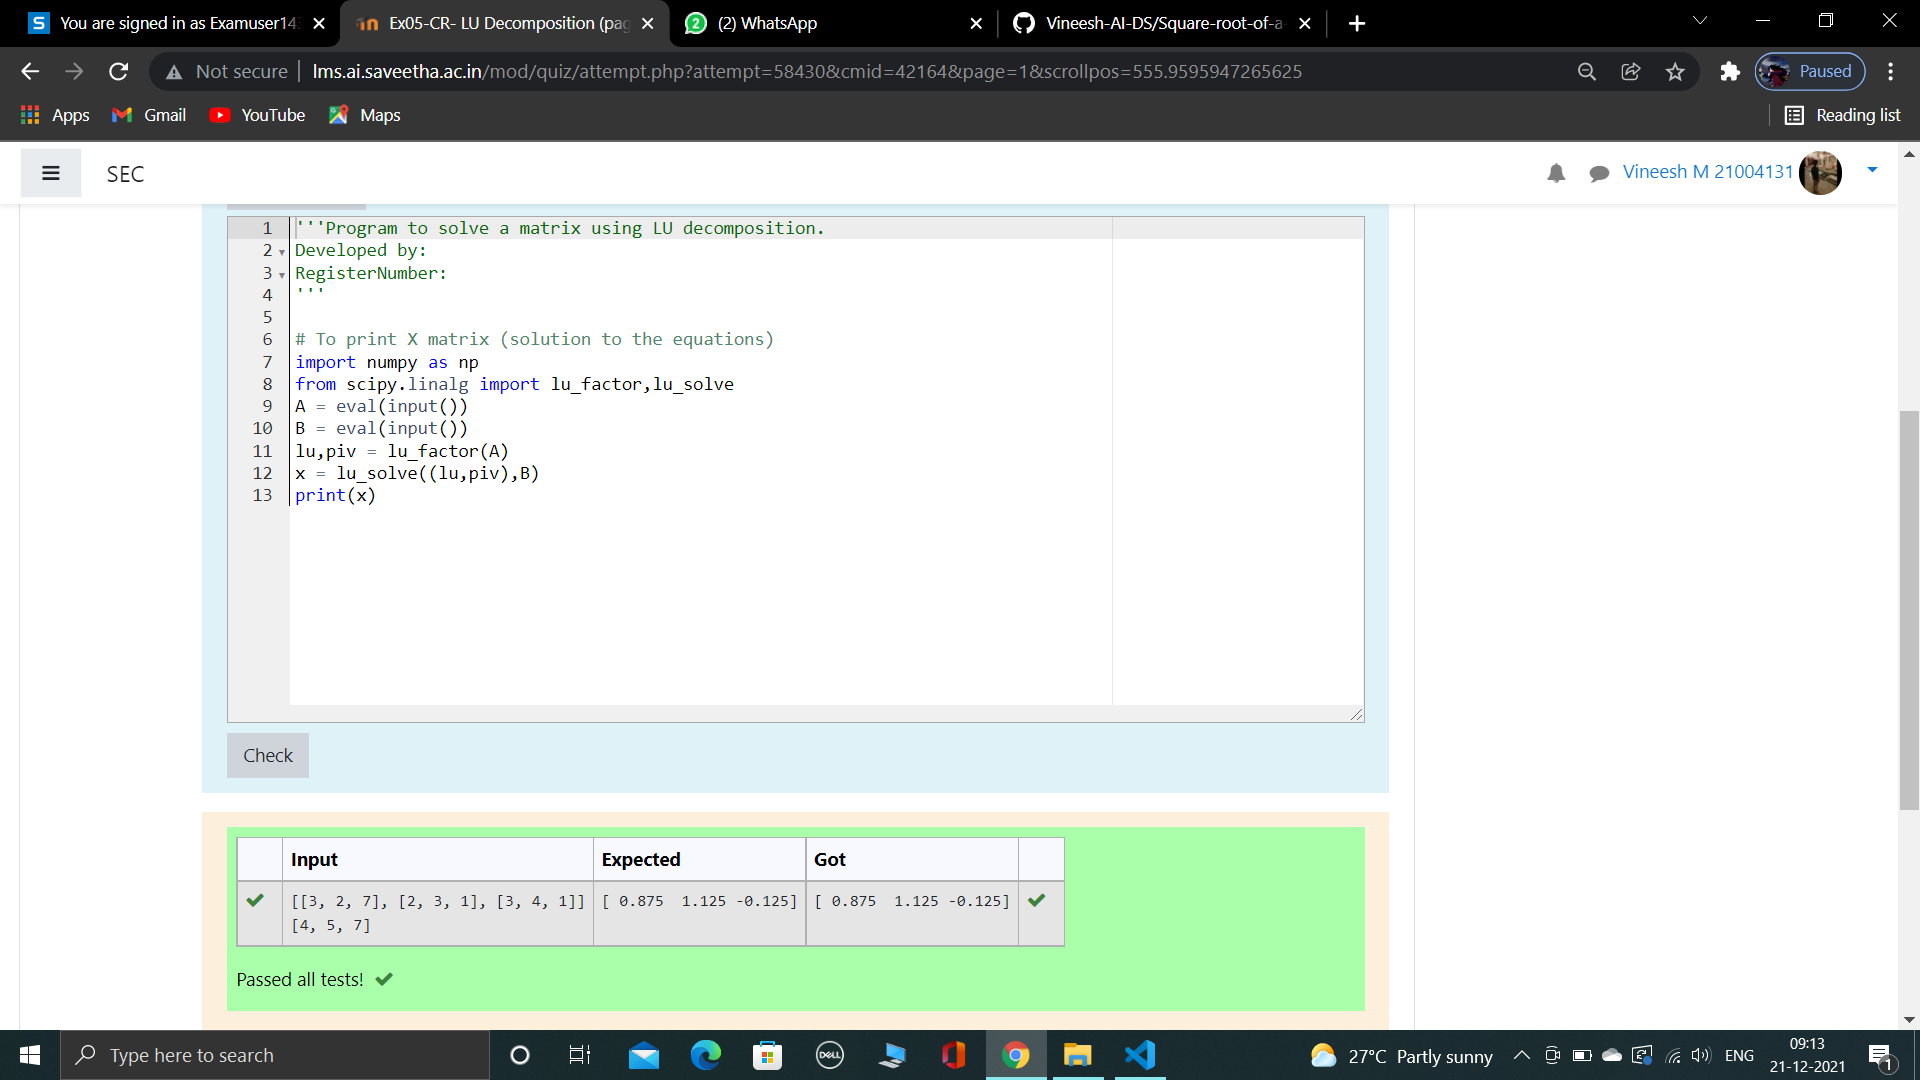 You are signed in as Examuser143
Ex05-CR- LU Decomposition (pag
(2) WhatsApp
Vineesh-AI-DS/Square-root-of-a
Not secure
lms.ai.saveetha.ac.in/mod/quiz/attempt.php?attempt=58430&cmid=42164&page=1&scrollpos=555.9595947265625
Paused
Apps
Gmail
YouTube
Maps
Reading list
SEC
Vineesh M 21004131
1 '''Program to solve a matrix using LU decomposition.
2 Developed by:
3 RegisterNumber:
4 '''
5
6 # To print X matrix (solution to the equations)
7 import numpy as np
8 from scipy.linalg import lu_factor,lu_solve
9 A = eval(input())
10 B = eval(input())
11 lu,piv = lu_factor(A)
12 x = lu_solve((lu,piv),B)
13 print(x)
Check
Input Expected Got
[[3, 2, 7], [2, 3, 1], [3, 4, 1]] [ 0.875  1.125 -0.125] [ 0.875  1.125 -0.125]
[4, 5, 7]
Passed all tests!
Type here to search
DELL
27°C Partly sunny
ENG
09:13
21-12-2021
1